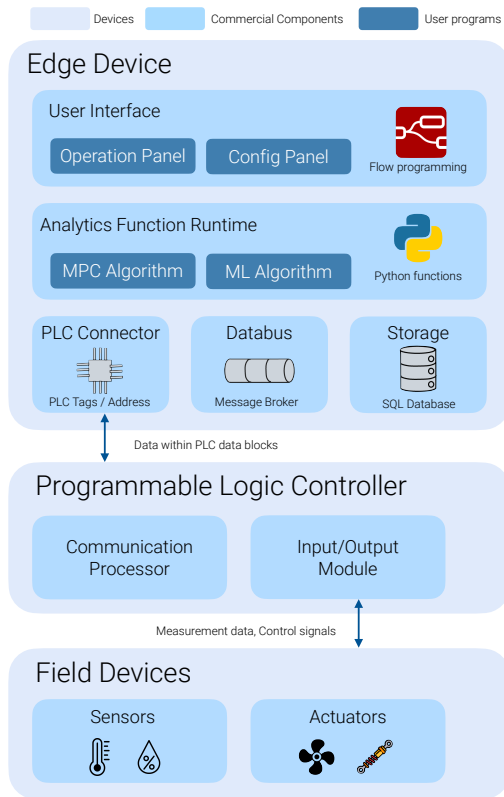 Devices
Commercial Components
User programs
Edge Device
User Interface
Operation Panel
Config Panel
Flow programming
Analytics Function Runtime
MPC Algorithm
ML Algorithm
Python functions
PLC Connector
PLC Tags / Address
Databus
Message Broker
Storage
SQL Database
Data within PLC data blocks
Programmable Logic Controller
Communication
Processor
Input/Output
Module
Measurement data, Control signals
Field Devices
Sensors
Actuators
%